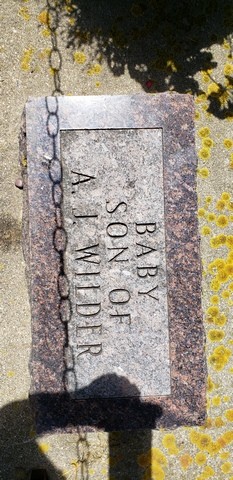 BABY
SON OF
A. J. WILDER